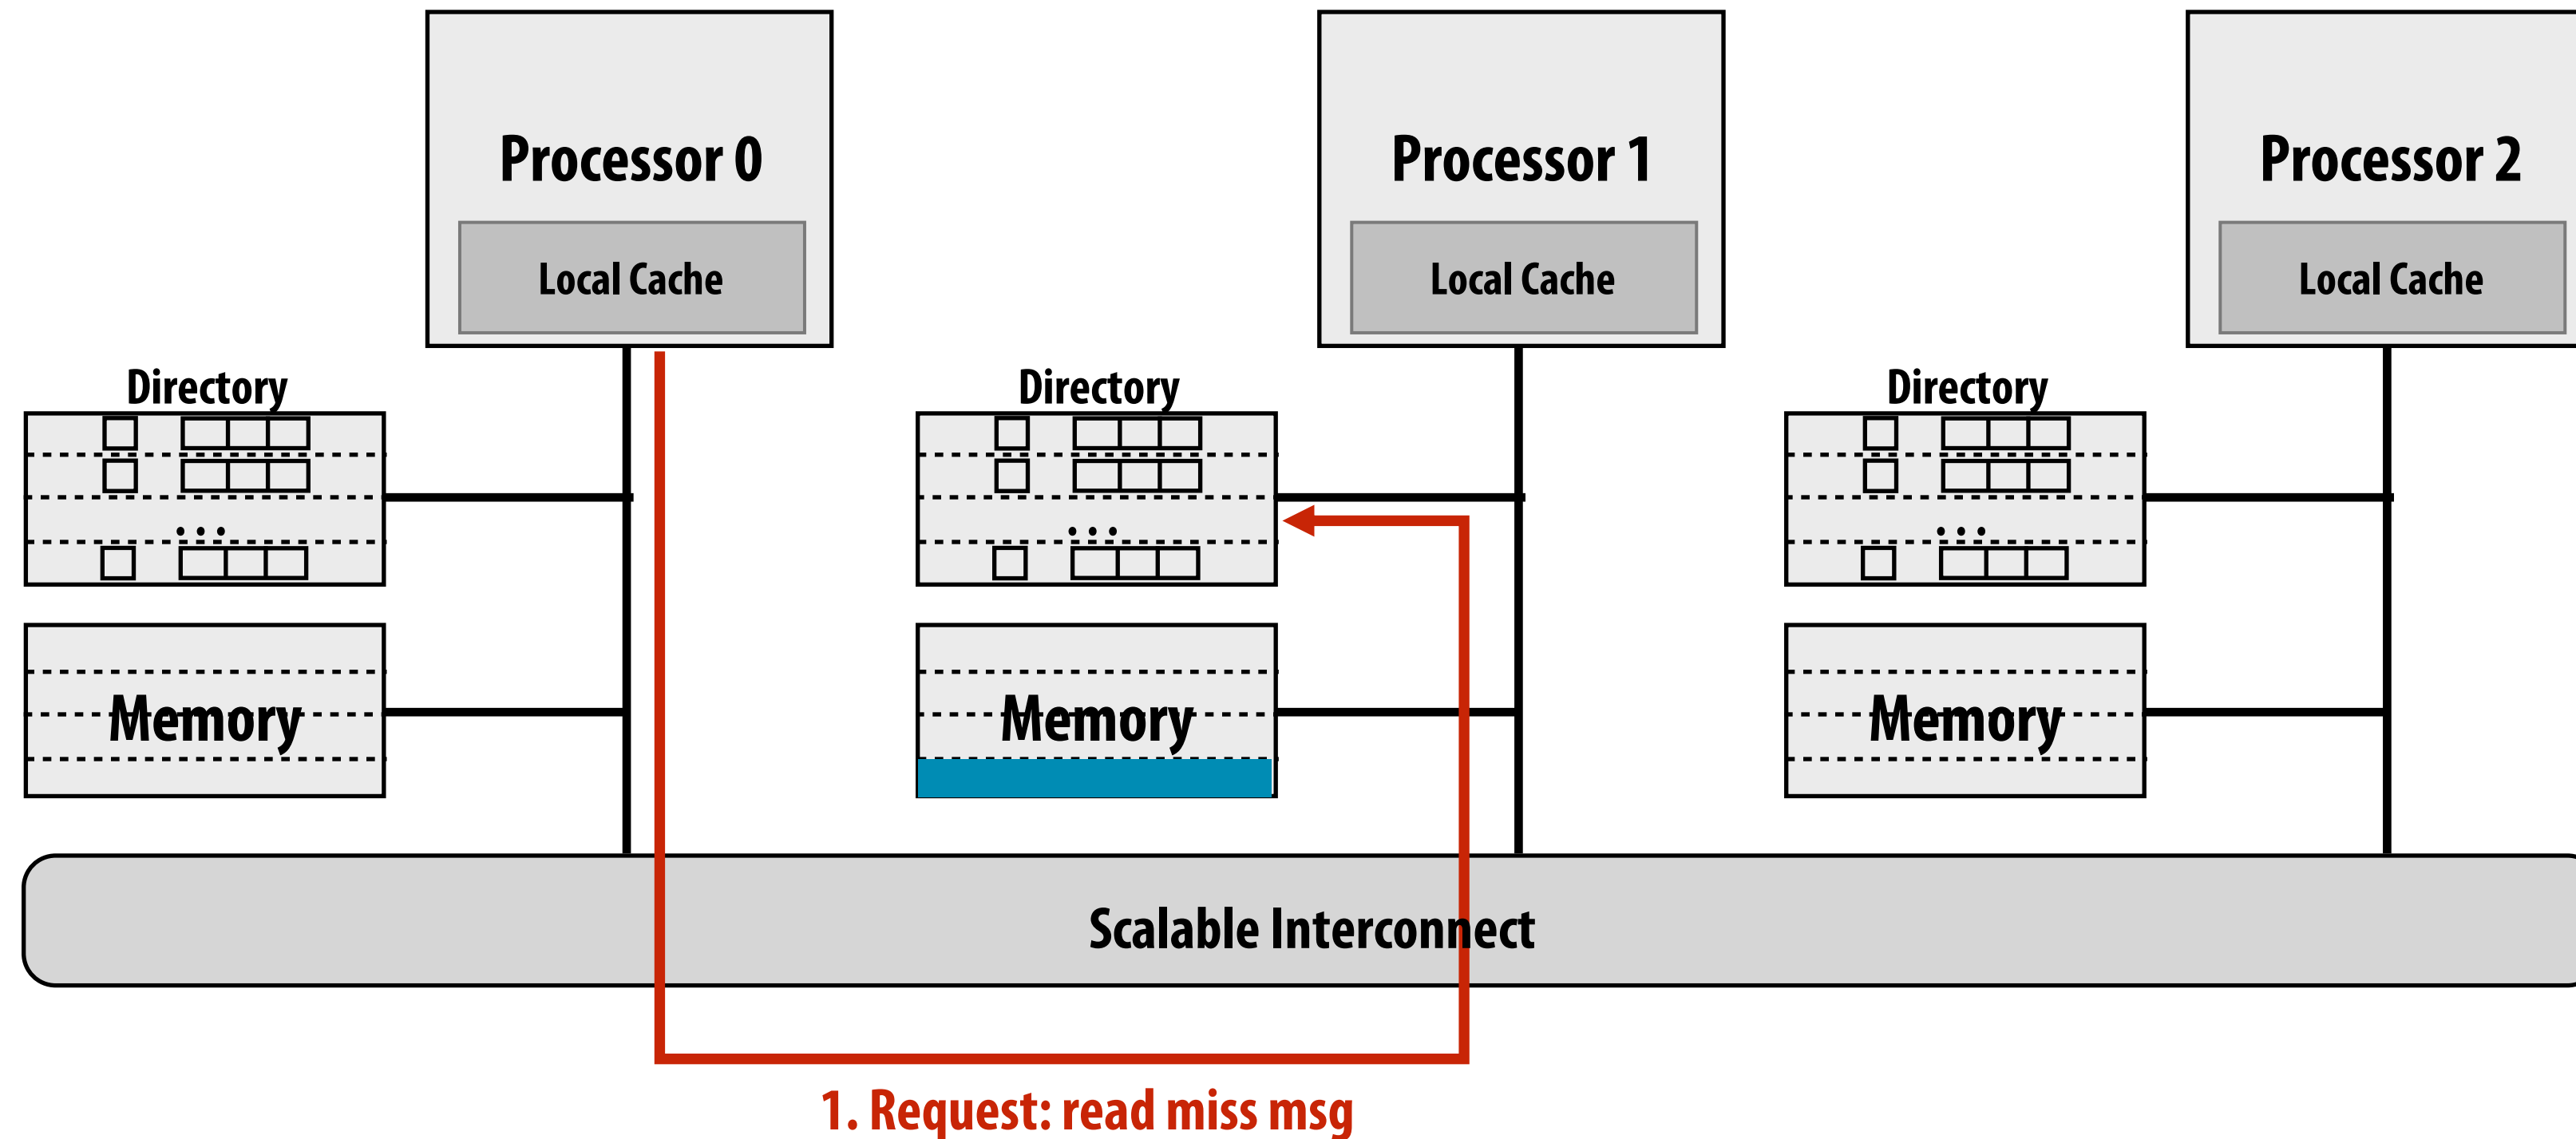 Processor 0
Processor 1
Processor 2
Local Cache
Local Cache
Local Cache
Directory
Directory
Directory
...
...
...
Memory
Memory
Memory
Scalable Interconnect
1. Request: read miss msg